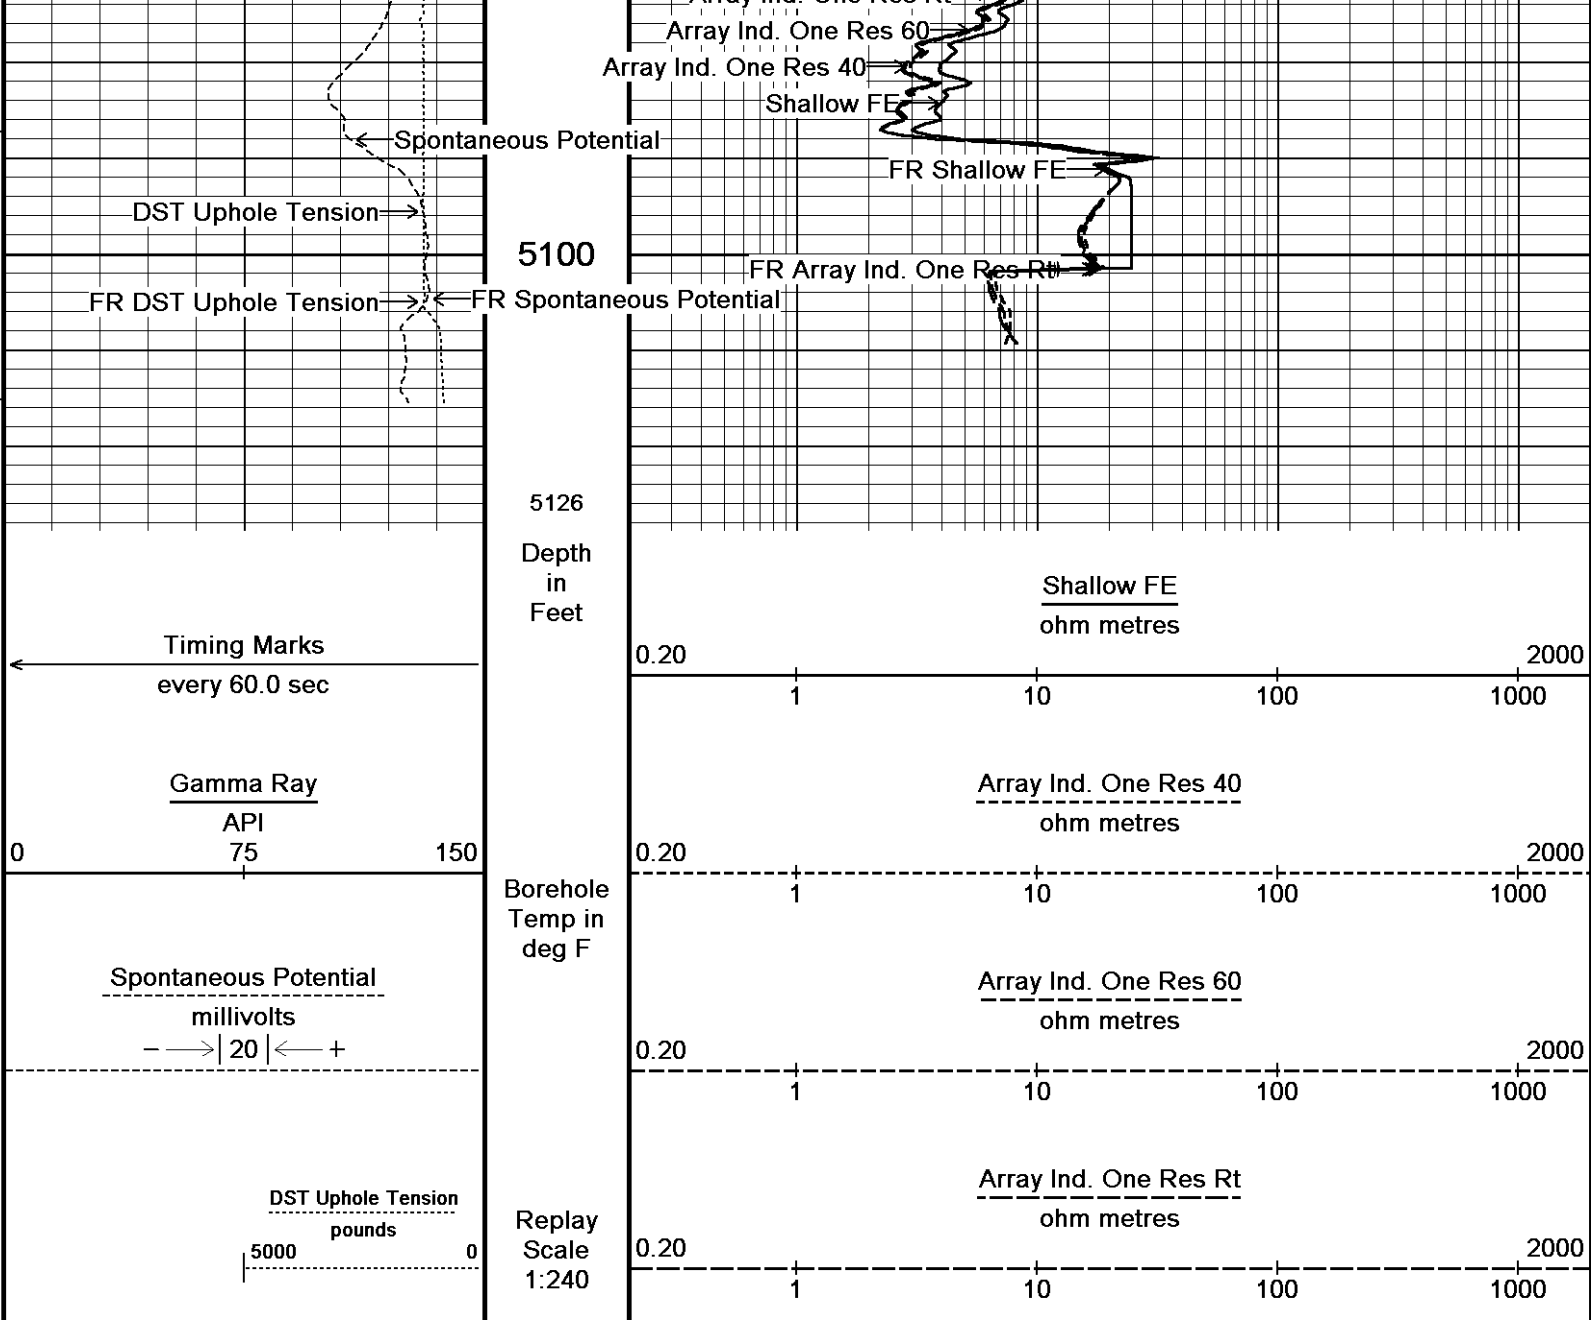 Array Ind. One Res Rt
Array Ind. One Res 60
Array Ind. One Res 40
Shallow FE
Spontaneous Potential
FR Shallow FE
DST Uphole Tension
5100
FR Array Ind. One Res Rt
FR DST Uphole Tension
FR Spontaneous Potential
5126
Depth
in
Feet
Timing Marks
every 60.0 sec
Gamma Ray
API
0 75 150
Spontaneous Potential
millivolts
− 20 +
DST Uphole Tension
pounds
5000 0
Borehole
Temp in
deg F
Replay
Scale
1:240
Shallow FE
ohm metres
0.20 2000
1 10 100 1000
Array Ind. One Res 40
ohm metres
0.20 2000
1 10 100 1000
Array Ind. One Res 60
ohm metres
0.20 2000
1 10 100 1000
Array Ind. One Res Rt
ohm metres
0.20 2000
1 10 100 1000